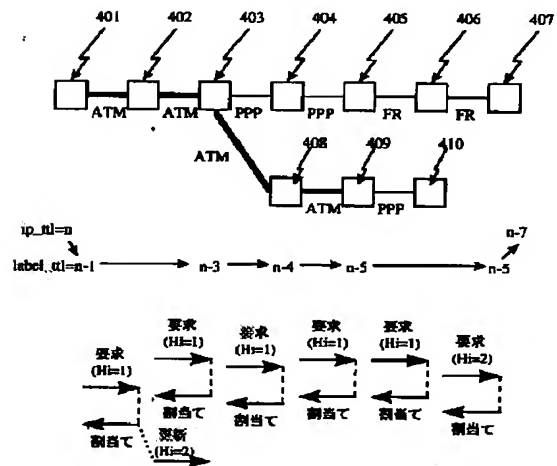 401 402 403 404 405 406 407
ATM ATM PPP PPP FR FR
ATM
408 409 410
ATM PPP
ip_ttl=n
n-7
label_ttl=n-1 n-3 n-4 n-5 n-5
要求 要求 要求 要求 要求
(Hi=1) (Hi=1) (Hi=1) (Hi=1) (Hi=1)
要求
(Hi=2)
割当て 割当て 割当て 割当て 割当て
割当て
(Hi=2)